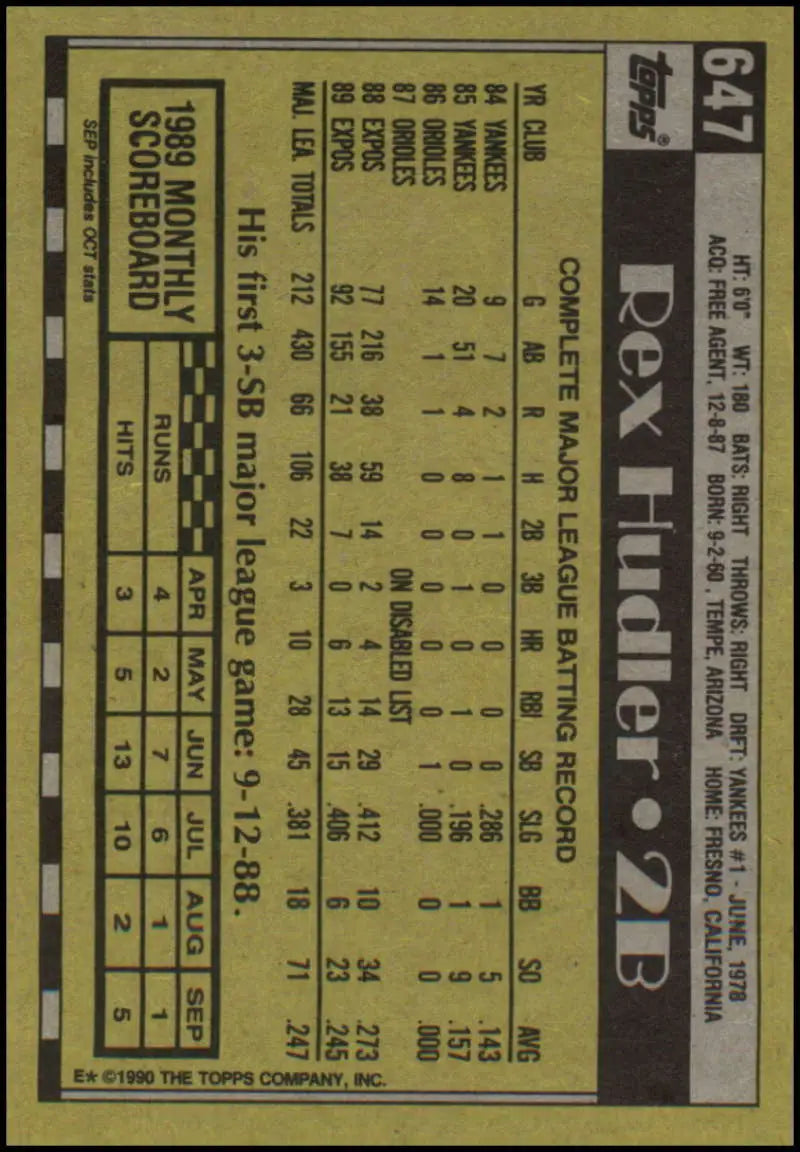 647
HT: 6'0" WT: 180 BATS: RIGHT THROWS: RIGHT DRFT: YANKEES #1 - JUNE, 1978
ACQ: FREE AGENT, 12-8-87 BORN: 9-2-60 , TEMPE, ARIZONA HOME: FRESNO, CALIFORNIA
topps®
Rex Hudler • 2B
COMPLETE MAJOR LEAGUE BATTING RECORD
YR CLUB G AB R H 2B 3B HR RBI SB SLG BB SO AVG
84 YANKEES 9 7 2 1 1 0 0 0 0 .286 1 5 .143
85 YANKEES 20 51 4 8 0 1 0 1 0 .196 1 9 .157
86 ORIOLES 14 1 1 0 0 0 0 0 1 .000 0 0 .000
87 ORIOLES ON DISABLED LIST
88 EXPOS 77 216 38 59 14 2 4 14 29 .412 10 34 .273
89 EXPOS 92 155 21 38 7 0 6 13 15 .406 6 23 .245
MAJ. LEA. TOTALS 212 430 66 106 22 3 10 28 45 .381 18 71 .247
His first 3-SB major league game: 9-12-88.
1989 MONTHLY
SCOREBOARD
APR MAY JUN JUL AUG SEP
RUNS 4 2 7 6 1 1
HITS 3 5 13 10 2 5
SEP includes OCT stats
E* ©1990 THE TOPPS COMPANY, INC.